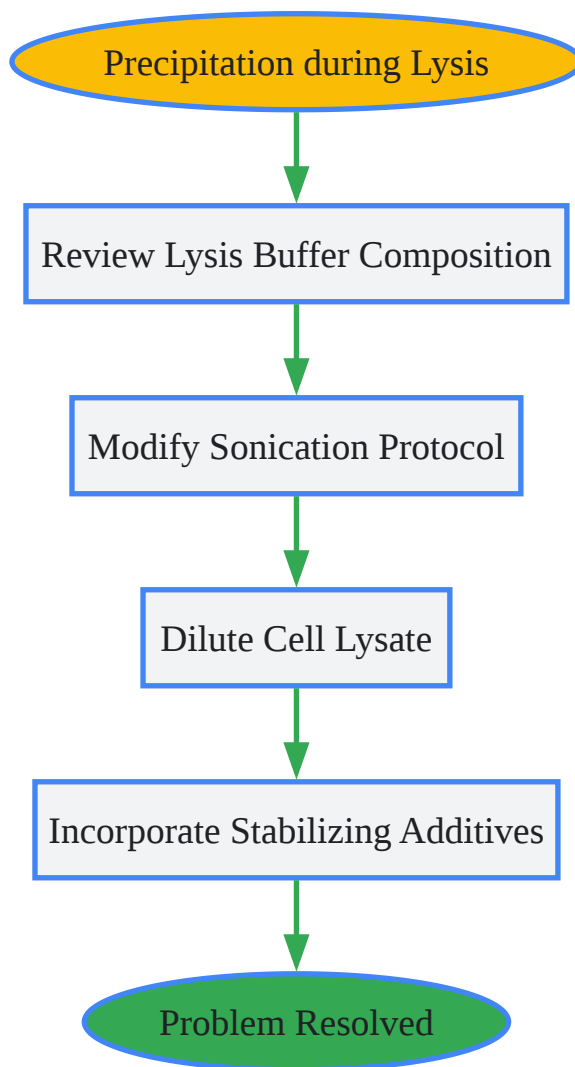 Precipitation during Lysis
Review Lysis Buffer Composition
Modify Sonication Protocol
Dilute Cell Lysate
Incorporate Stabilizing Additives
Problem Resolved